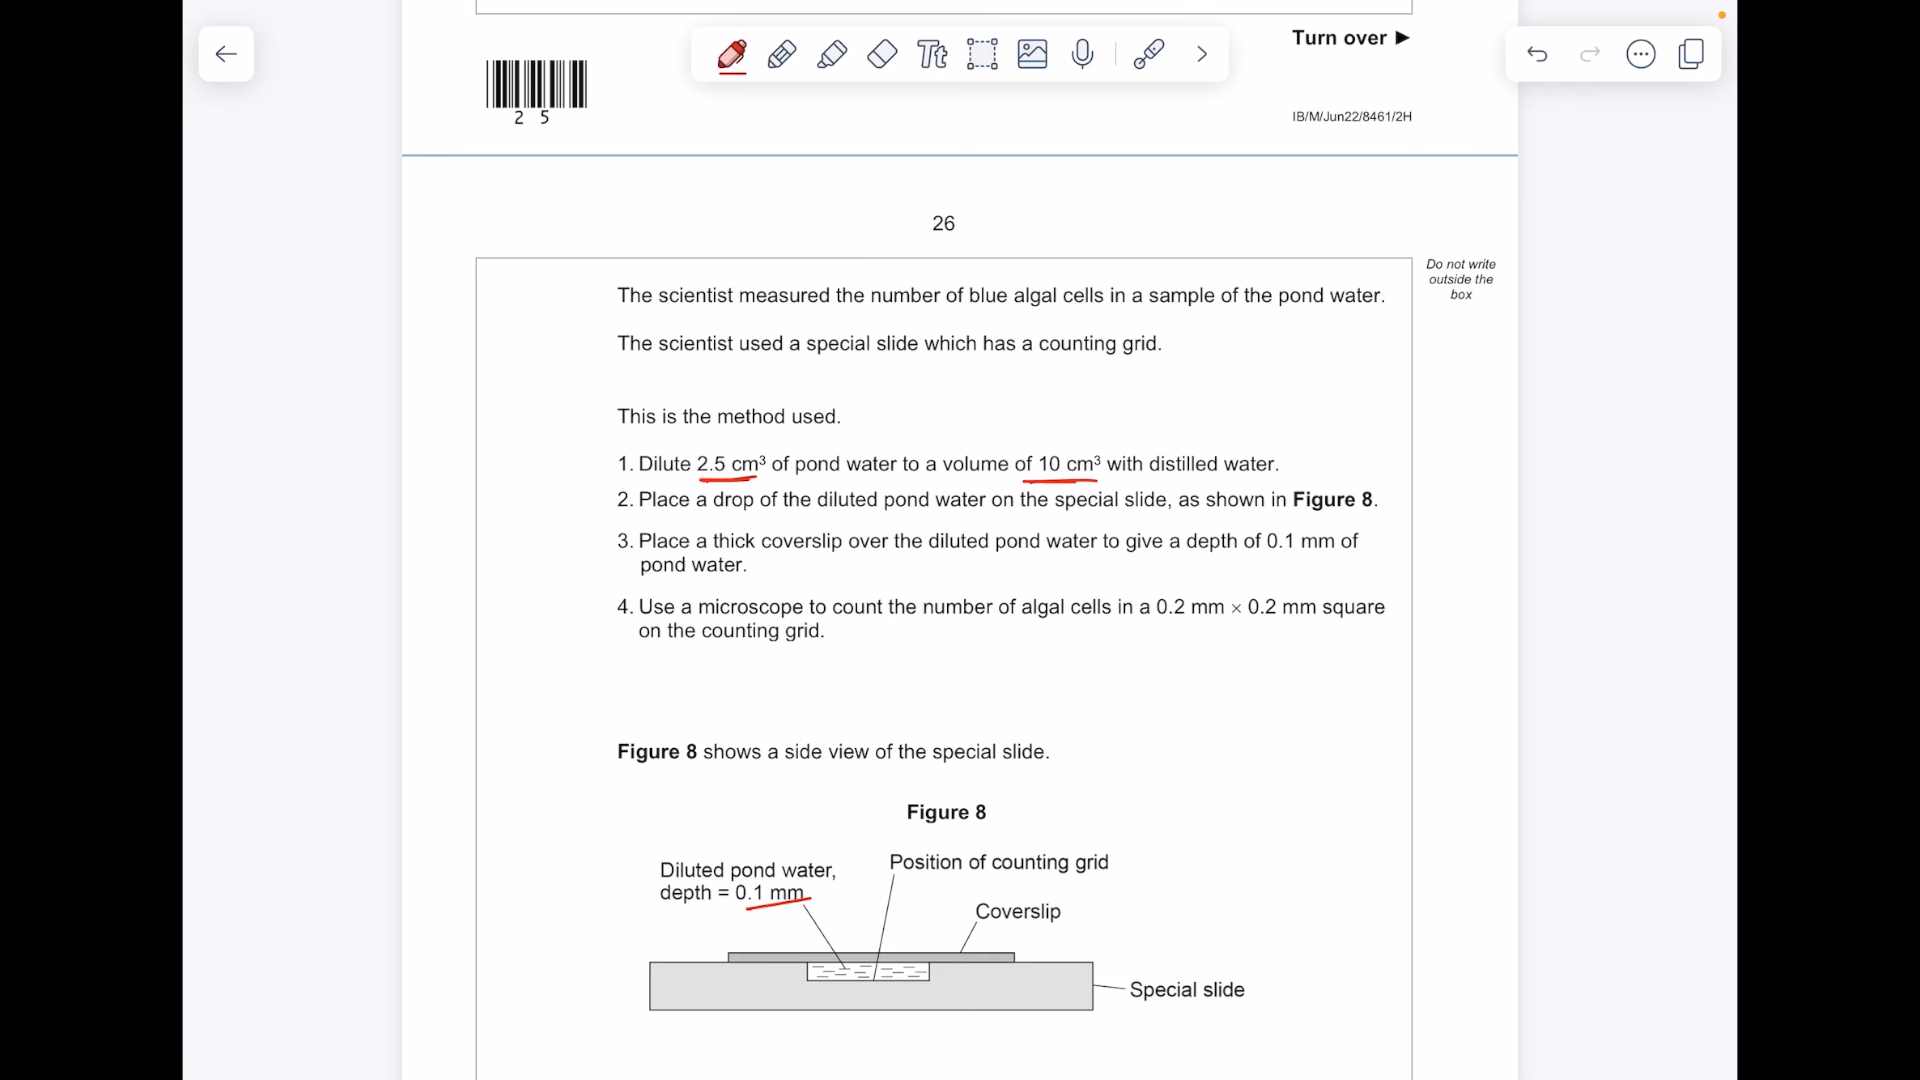 Turn over ▶
Tt
2 5
IB/M/Jun22/8461/2H
26
Do not write
outside the
box
The scientist measured the number of blue algal cells in a sample of the pond water.
The scientist used a special slide which has a counting grid.
This is the method used.
1. Dilute 2.5 cm³ of pond water to a volume of 10 cm³ with distilled water.
2. Place a drop of the diluted pond water on the special slide, as shown in Figure 8.
3. Place a thick coverslip over the diluted pond water to give a depth of 0.1 mm of
pond water.
4. Use a microscope to count the number of algal cells in a 0.2 mm × 0.2 mm square
on the counting grid.
Figure 8 shows a side view of the special slide.
Figure 8
Diluted pond water,
depth = 0.1 mm
Position of counting grid
Coverslip
Special slide